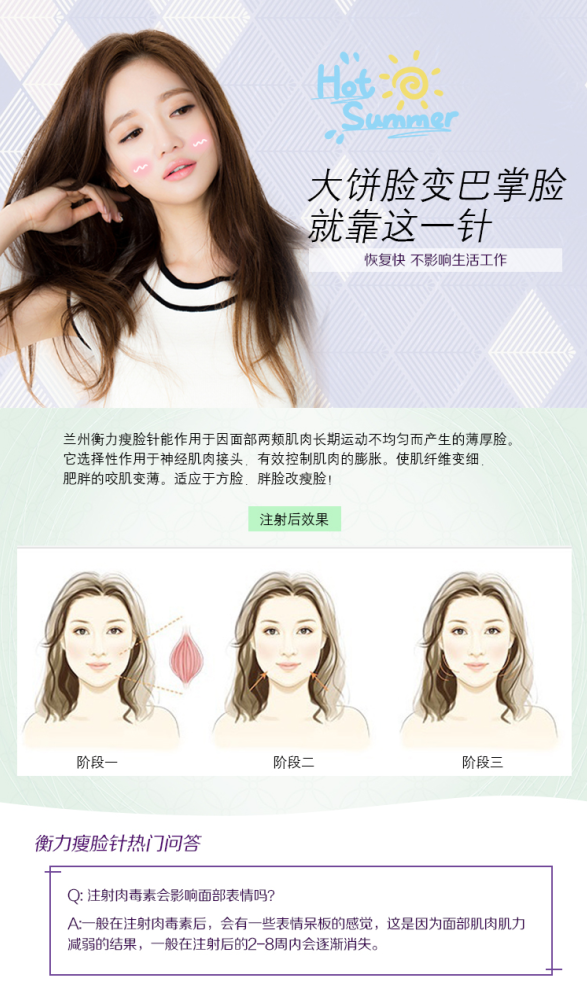 Hot
Summer
大饼脸变巴掌脸
就靠这一针
恢复快 不影响生活工作
兰州衡力瘦脸针能作用于因面部两颊肌肉长期运动不均匀而产生的薄厚脸。
它选择性作用于神经肌肉接头，有效控制肌肉的膨胀。使肌纤维变细，
肥胖的咬肌变薄。适应于方脸、胖脸改瘦脸！
注射后效果
阶段一
阶段二
阶段三
衡力瘦脸针热门问答
Q: 注射肉毒素会影响面部表情吗？
A:一般在注射肉毒素后，会有一些表情呆板的感觉，这是因为面部肌肉肌力
减弱的结果，一般在注射后的2-8周内会逐渐消失。